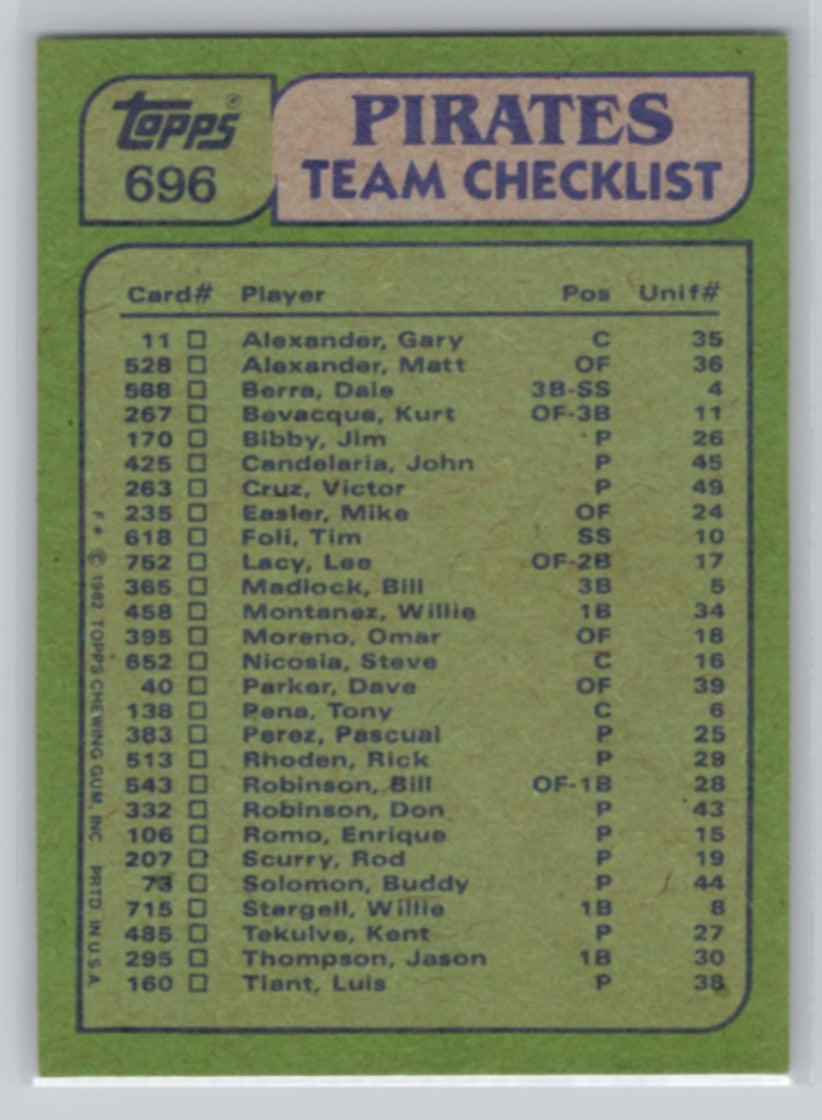 Topps®
696
PIRATES
TEAM CHECKLIST
Card# Player Pos Unif#
11 Alexander, Gary C 35
528 Alexander, Matt OF 36
588 Berra, Dale 3B-SS 4
267 Bevacqua, Kurt OF-3B 11
170 Bibby, Jim P 26
425 Candelaria, John P 45
263 Cruz, Victor P 49
235 Easler, Mike OF 24
618 Foli, Tim SS 10
752 Lacy, Lee OF-2B 17
365 Madlock, Bill 3B 5
458 Montanez, Willie 1B 34
395 Moreno, Omar OF 18
652 Nicosia, Steve C 16
40 Parker, Dave OF 39
138 Pena, Tony C 6
383 Perez, Pascual P 25
513 Rhoden, Rick P 29
543 Robinson, Bill OF-1B 28
332 Robinson, Don P 43
106 Romo, Enrique P 15
207 Scurry, Rod P 19
73 Solomon, Buddy P 44
715 Stargell, Willie 1B 8
485 Tekulve, Kent P 27
295 Thompson, Jason 1B 30
160 Tiant, Luis P 38
F * © 1982 TOPPS CHEWING GUM, INC PRTD. IN U.S.A.